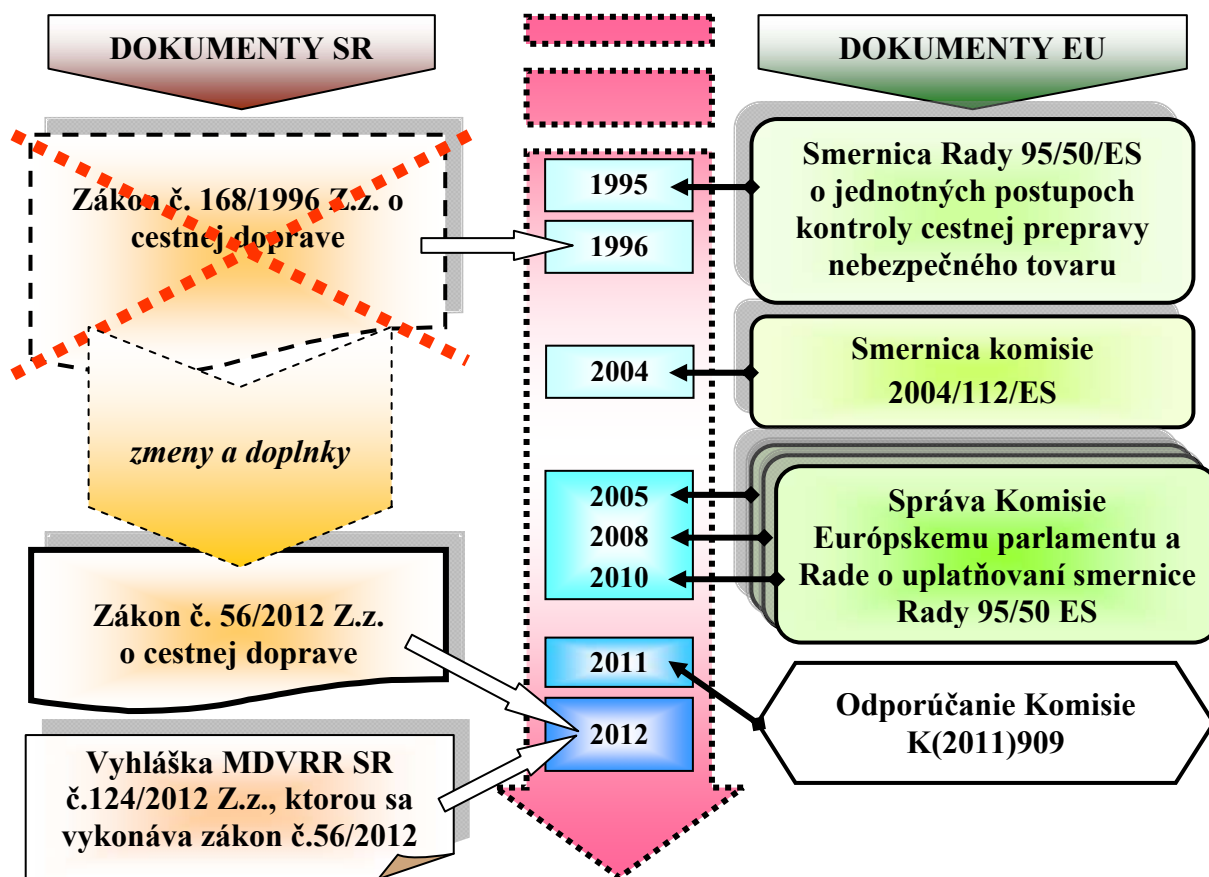 DOKUMENTY SR
Zákon č. 168/1996 Z.z. o
cestnej doprave
zmeny a doplnky
Zákon č. 56/2012 Z.z.
o cestnej doprave
Vyhláška MDVRR SR
č.124/2012 Z.z., ktorou sa
vykonáva zákon č.56/2012
1995
1996
2004
2005
2008
2010
2011
2012
DOKUMENTY EU
Smernica Rady 95/50/ES
o jednotných postupoch
kontroly cestnej prepravy
nebezpečného tovaru
Smernica komisie
2004/112/ES
Správa Komisie
Európskemu parlamentu a
Rade o uplatňovaní smernice
Rady 95/50 ES
Odporúčanie Komisie
K(2011)909